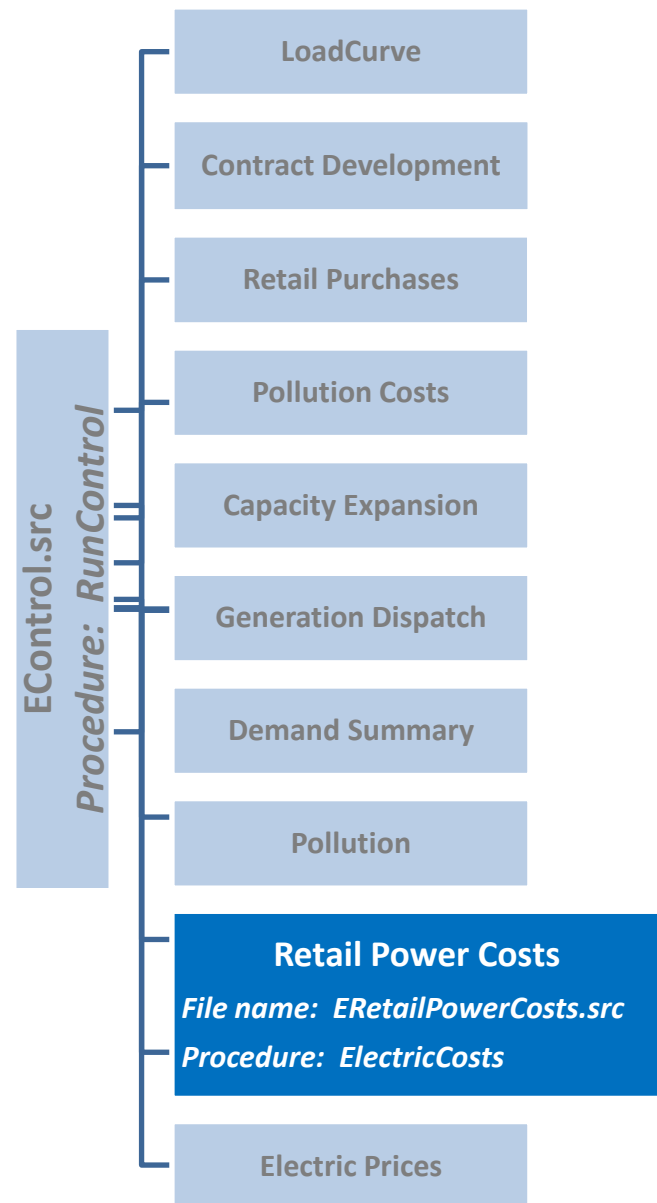 LoadCurve
Contract Development
Retail Purchases
Pollution Costs
Capacity Expansion
EControl.src
Procedure: RunControl
Generation Dispatch
Demand Summary
Pollution
Retail Power Costs
File name: ERetailPowerCosts.src
Procedure: ElectricCosts
Electric Prices